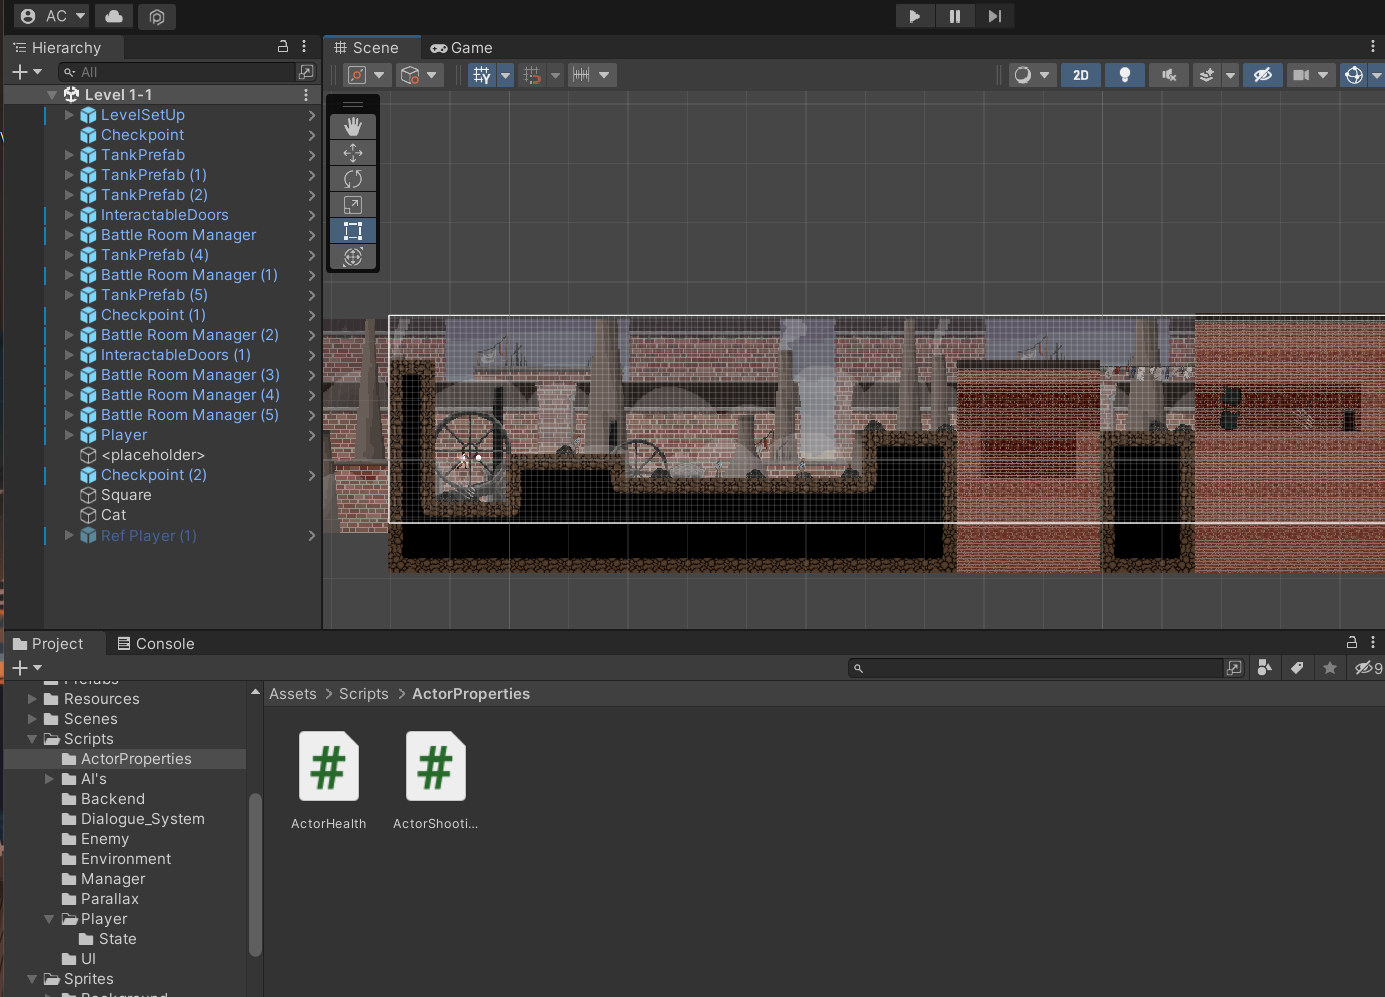 AC
Hierarchy
All
Level 1-1
LevelSetUp
Checkpoint
TankPrefab
TankPrefab (1)
TankPrefab (2)
InteractableDoors
Battle Room Manager
TankPrefab (4)
Battle Room Manager (1)
TankPrefab (5)
Checkpoint (1)
Battle Room Manager (2)
InteractableDoors (1)
Battle Room Manager (3)
Battle Room Manager (4)
Battle Room Manager (5)
Player
<placeholder>
Checkpoint (2)
Square
Cat
Ref Player (1)
Scene Game
Y 2D
Project Console
9
Prefabs
Resources
Scenes
Scripts
ActorProperties
AI's
Backend
Dialogue_System
Enemy
Environment
Manager
Parallax
Player
State
UI
Sprites
Background
Assets > Scripts > ActorProperties
# #
ActorHealth ActorShooti...